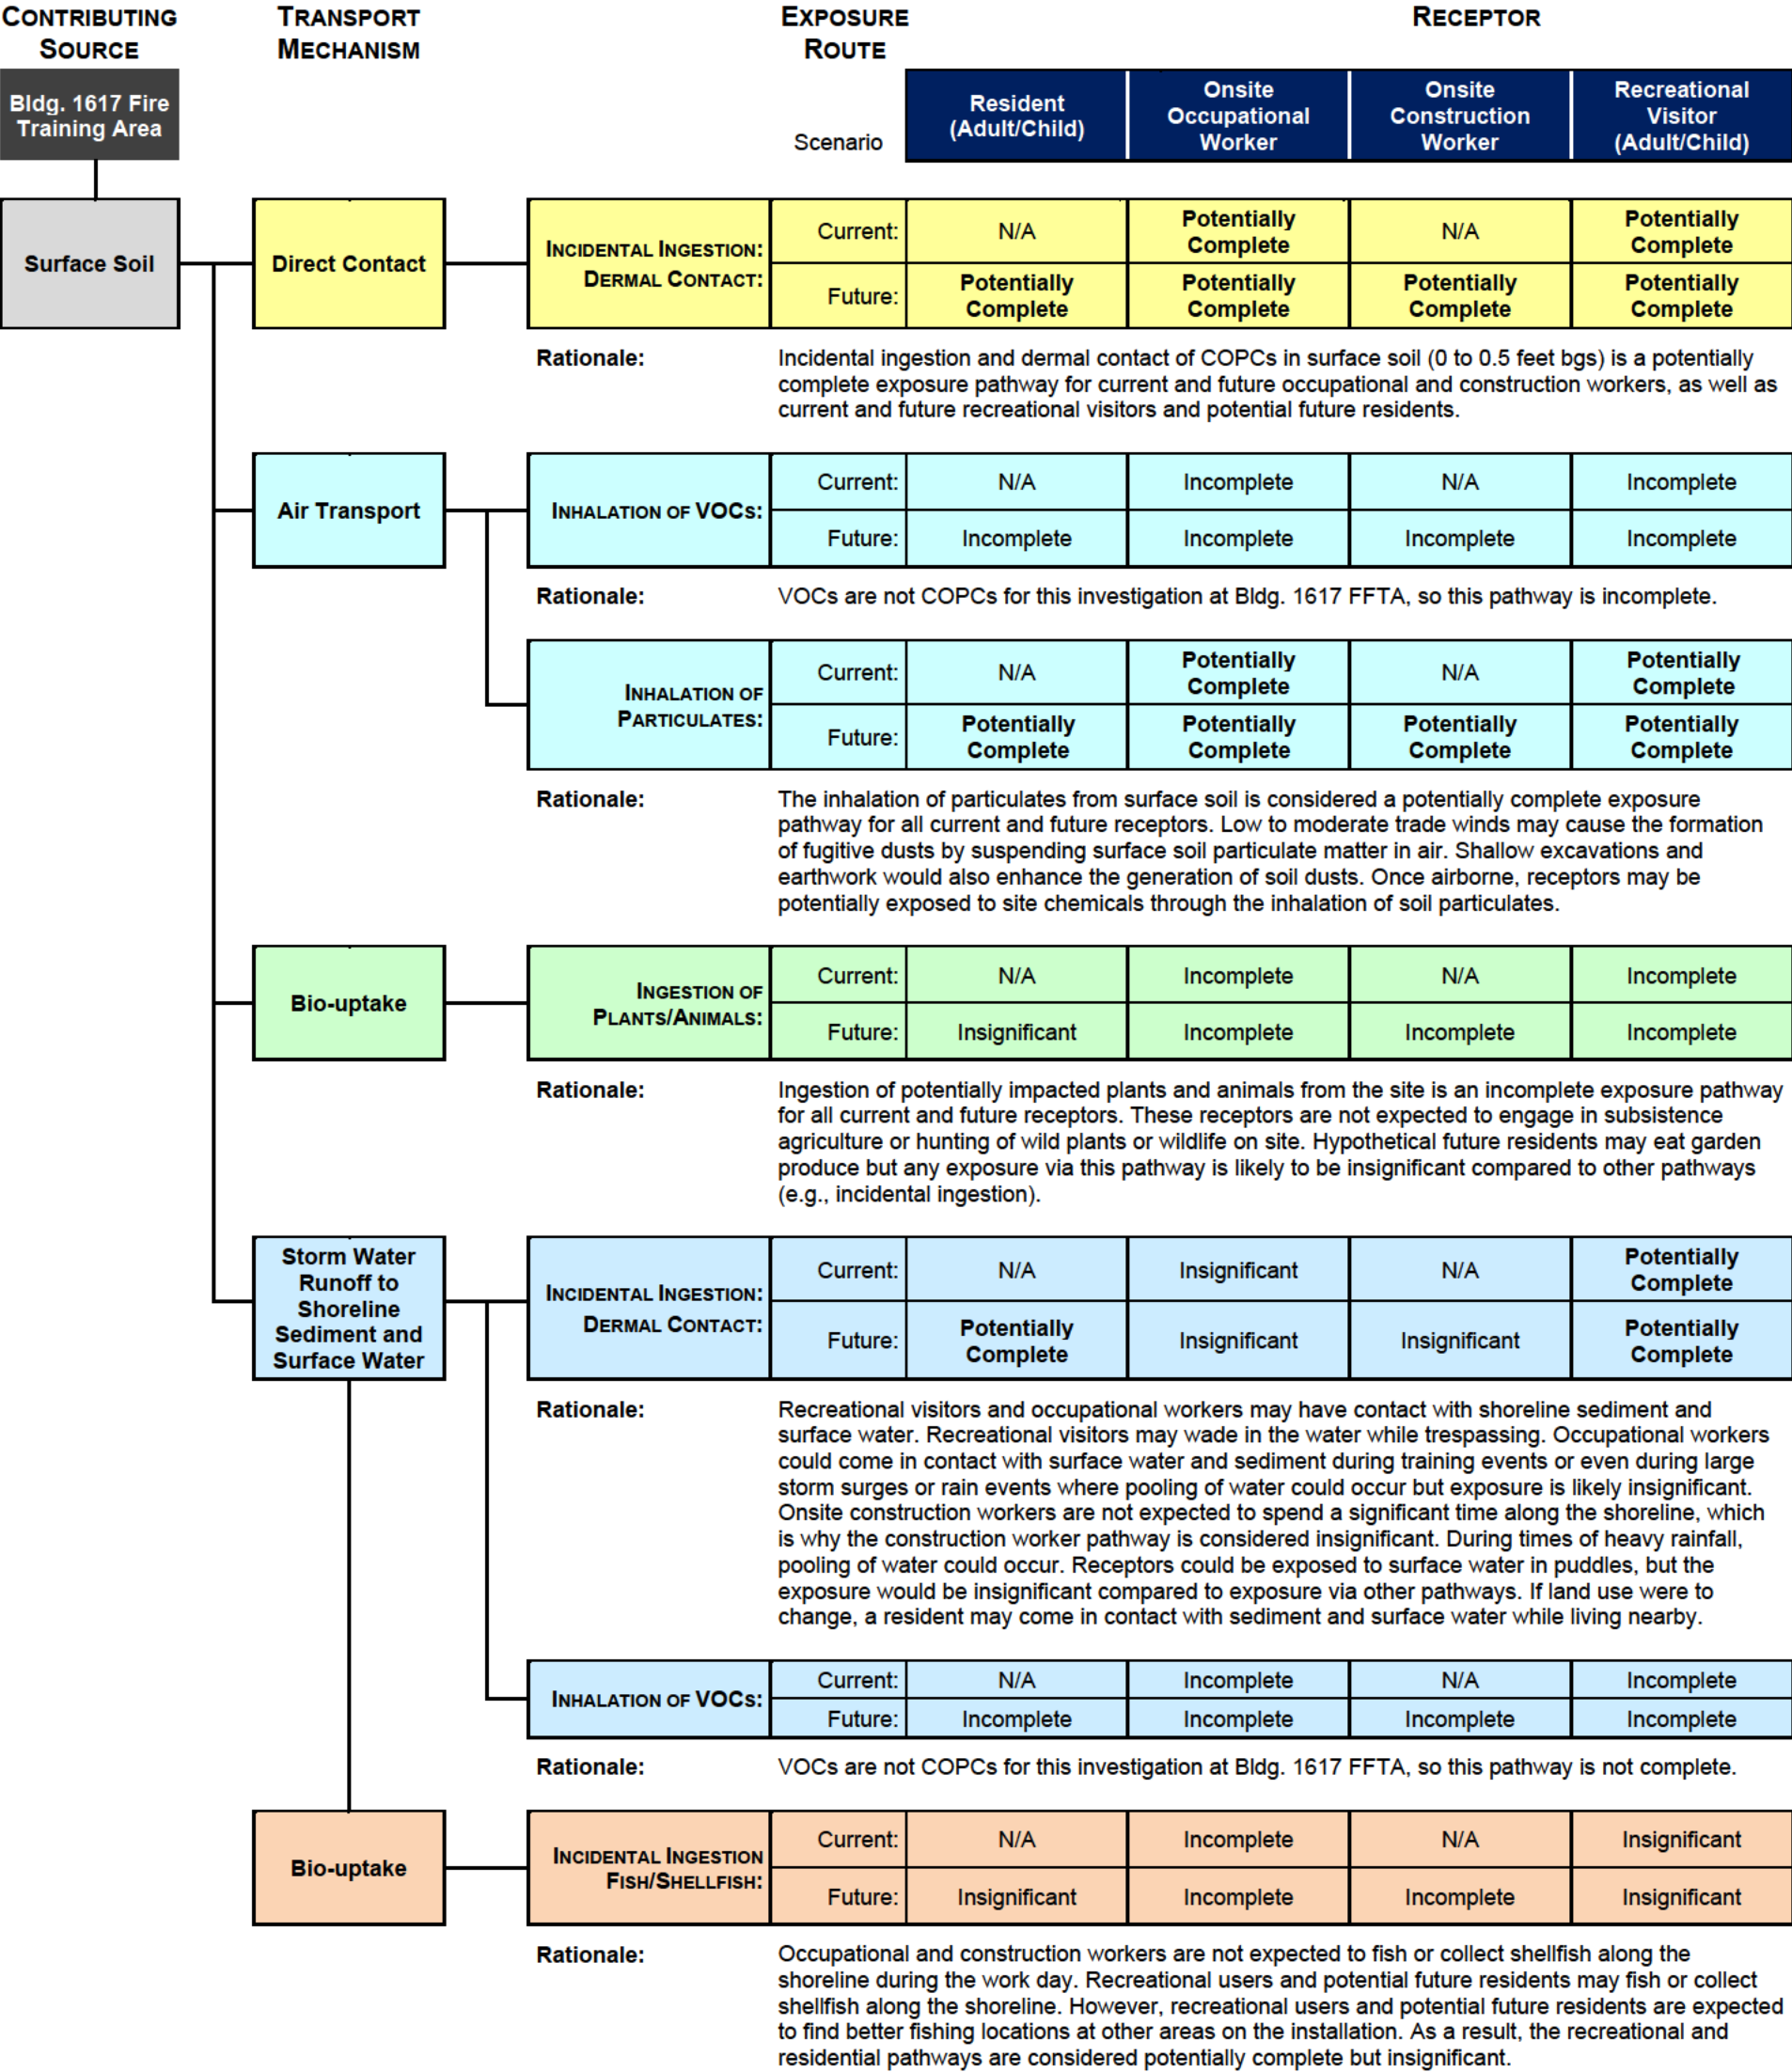 CONTRIBUTING SOURCE
TRANSPORT MECHANISM
EXPOSURE ROUTE
RECEPTOR
Bldg. 1617 Fire
Training Area
Scenario
Resident
(Adult/Child)
Onsite
Occupational
Worker
Onsite
Construction
Worker
Recreational
Visitor
(Adult/Child)
Surface Soil
Direct Contact
INCIDENTAL INGESTION:
DERMAL CONTACT:
Current:
N/A
Potentially
Complete
N/A
Potentially
Complete
Future:
Potentially
Complete
Potentially
Complete
Potentially
Complete
Potentially
Complete
Rationale:
Incidental ingestion and dermal contact of COPCs in surface soil (0 to 0.5 feet bgs) is a potentially
complete exposure pathway for current and future occupational and construction workers, as well as
current and future recreational visitors and potential future residents.
Air Transport
INHALATION OF VOCS:
Current:
N/A
Incomplete
N/A
Incomplete
Future:
Incomplete
Incomplete
Incomplete
Incomplete
Rationale:
VOCs are not COPCs for this investigation at Bldg. 1617 FFTA, so this pathway is incomplete.
INHALATION OF
PARTICULATES:
Current:
N/A
Potentially
Complete
N/A
Potentially
Complete
Future:
Potentially
Complete
Potentially
Complete
Potentially
Complete
Potentially
Complete
Rationale:
The inhalation of particulates from surface soil is considered a potentially complete exposure
pathway for all current and future receptors. Low to moderate trade winds may cause the formation
of fugitive dusts by suspending surface soil particulate matter in air. Shallow excavations and
earthwork would also enhance the generation of soil dusts. Once airborne, receptors may be
potentially exposed to site chemicals through the inhalation of soil particulates.
Bio-uptake
INGESTION OF
PLANTS/ANIMALS:
Current:
N/A
Incomplete
N/A
Incomplete
Future:
Insignificant
Incomplete
Incomplete
Incomplete
Rationale:
Ingestion of potentially impacted plants and animals from the site is an incomplete exposure pathway
for all current and future receptors. These receptors are not expected to engage in subsistence
agriculture or hunting of wild plants or wildlife on site. Hypothetical future residents may eat garden
produce but any exposure via this pathway is likely to be insignificant compared to other pathways
(e.g., incidental ingestion).
Storm Water
Runoff to
Shoreline
Sediment and
Surface Water
INCIDENTAL INGESTION:
DERMAL CONTACT:
Current:
N/A
Insignificant
N/A
Potentially
Complete
Future:
Potentially
Complete
Insignificant
Insignificant
Potentially
Complete
Rationale:
Recreational visitors and occupational workers may have contact with shoreline sediment and
surface water. Recreational visitors may wade in the water while trespassing. Occupational workers
could come in contact with surface water and sediment during training events or even during large
storm surges or rain events where pooling of water could occur but exposure is likely insignificant.
Onsite construction workers are not expected to spend a significant time along the shoreline, which
is why the construction worker pathway is considered insignificant. During times of heavy rainfall,
pooling of water could occur. Receptors could be exposed to surface water in puddles, but the
exposure would be insignificant compared to exposure via other pathways. If land use were to
change, a resident may come in contact with sediment and surface water while living nearby.
INHALATION OF VOCS:
Current:
N/A
Incomplete
N/A
Incomplete
Future:
Incomplete
Incomplete
Incomplete
Incomplete
Rationale:
VOCs are not COPCs for this investigation at Bldg. 1617 FFTA, so this pathway is not complete.
Bio-uptake
INCIDENTAL INGESTION
FISH/SHELLFISH:
Current:
N/A
Incomplete
N/A
Insignificant
Future:
Insignificant
Incomplete
Incomplete
Insignificant
Rationale:
Occupational and construction workers are not expected to fish or collect shellfish along the
shoreline during the work day. Recreational users and potential future residents may fish or collect
shellfish along the shoreline. However, recreational users and potential future residents are expected
to find better fishing locations at other areas on the installation. As a result, the recreational and
residential pathways are considered potentially complete but insignificant.